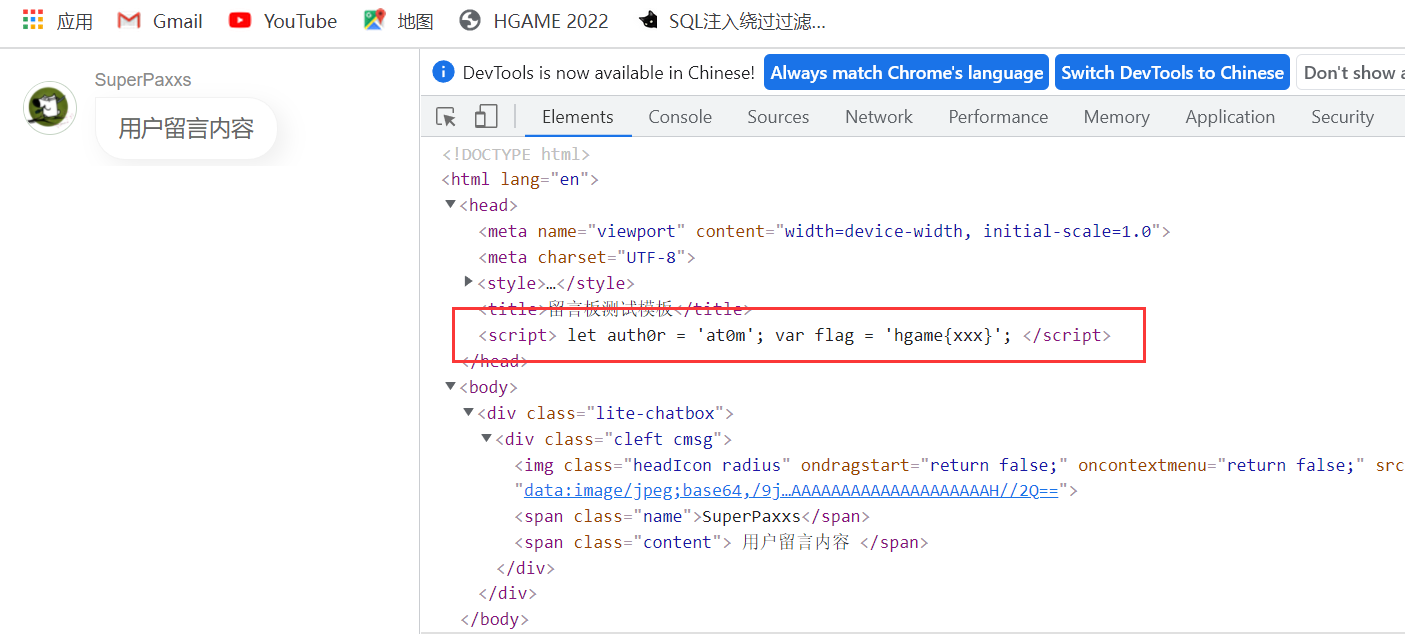 应用 Gmail YouTube 地图 HGAME 2022 SQL注入绕过过滤...
SuperPaxxs
用户留言内容
DevTools is now available in Chinese! Always match Chrome's language Switch DevTools to Chinese Don't show a
Elements Console Sources Network Performance Memory Application Security
<!DOCTYPE html>
<html lang="en">
<head>
<meta name="viewport" content="width=device-width, initial-scale=1.0">
<meta charset="UTF-8">
<style>…</style>
<title>留言板测试模板</title>
<script> let auth0r = 'at0m'; var flag = 'hgame{xxx}'; </script>
</head>
<body>
<div class="lite-chatbox">
<div class="cleft cmsg">
<img class="headIcon radius" ondragstart="return false;" oncontextmenu="return false;" src
"data:image/jpeg;base64,/9j…AAAAAAAAAAAAAAAAAAAAAH//2Q==">
<span class="name">SuperPaxxs</span>
<span class="content"> 用户留言内容 </span>
</div>
</div>
</body>